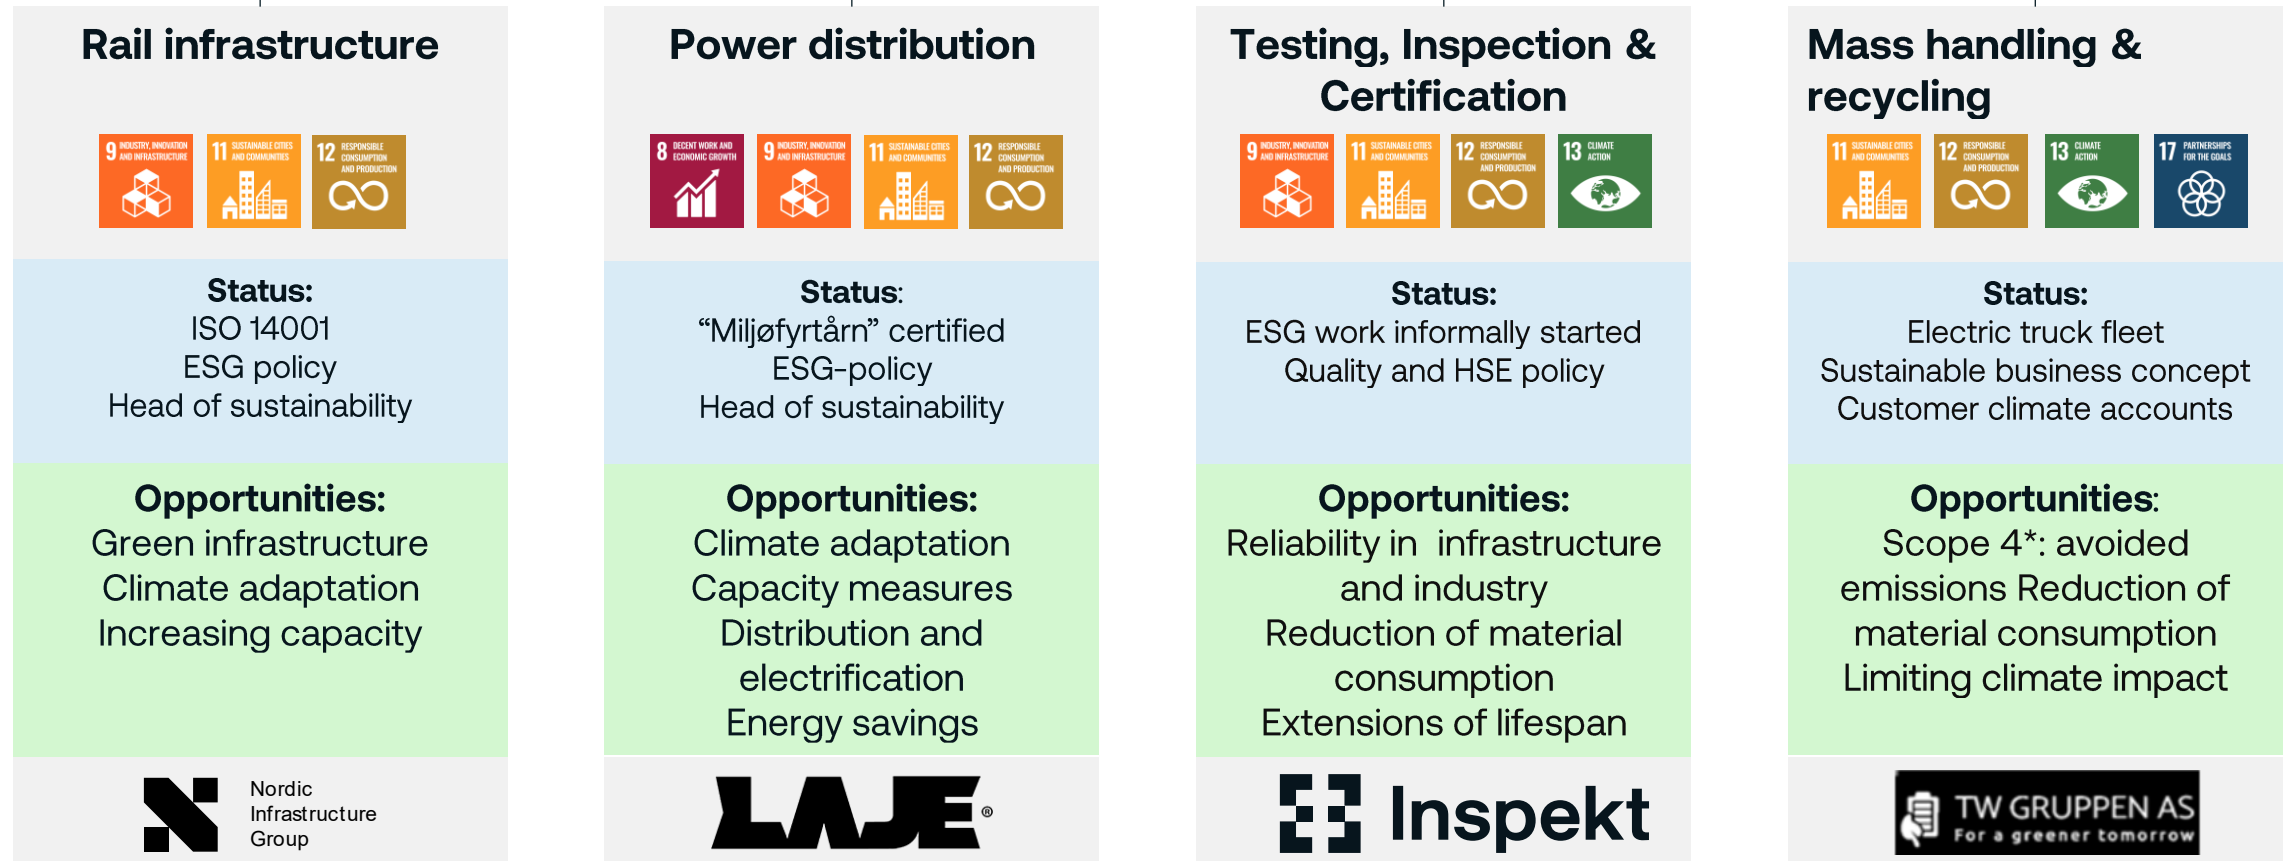 Rail infrastructure
9 INDUSTRY, INNOVATION
AND INFRASTRUCTURE
11 SUSTAINABLE CITIES
AND COMMUNITIES
12 RESPONSIBLE
CONSUMPTION
AND PRODUCTION
Status:
ISO 14001
ESG policy
Head of sustainability
Opportunities:
Green infrastructure
Climate adaptation
Increasing capacity
Nordic
Infrastructure
Group
Power distribution
8 DECENT WORK AND
ECONOMIC GROWTH
9 INDUSTRY, INNOVATION
AND INFRASTRUCTURE
11 SUSTAINABLE CITIES
AND COMMUNITIES
12 RESPONSIBLE
CONSUMPTION
AND PRODUCTION
Status:
“Miljøfyrtårn” certified
ESG-policy
Head of sustainability
Opportunities:
Climate adaptation
Capacity measures
Distribution and
electrification
Energy savings
LAJE®
Testing, Inspection &
Certification
9 INDUSTRY, INNOVATION
AND INFRASTRUCTURE
11 SUSTAINABLE CITIES
AND COMMUNITIES
12 RESPONSIBLE
CONSUMPTION
AND PRODUCTION
13 CLIMATE
ACTION
Status:
ESG work informally started
Quality and HSE policy
Opportunities:
Reliability in infrastructure
and industry
Reduction of material
consumption
Extensions of lifespan
Inspekt
Mass handling &
recycling
11 SUSTAINABLE CITIES
AND COMMUNITIES
12 RESPONSIBLE
CONSUMPTION
AND PRODUCTION
13 CLIMATE
ACTION
17 PARTNERSHIPS
FOR THE GOALS
Status:
Electric truck fleet
Sustainable business concept
Customer climate accounts
Opportunities:
Scope 4*: avoided
emissions Reduction of
material consumption
Limiting climate impact
TW GRUPPEN AS
For a greener tomorrow